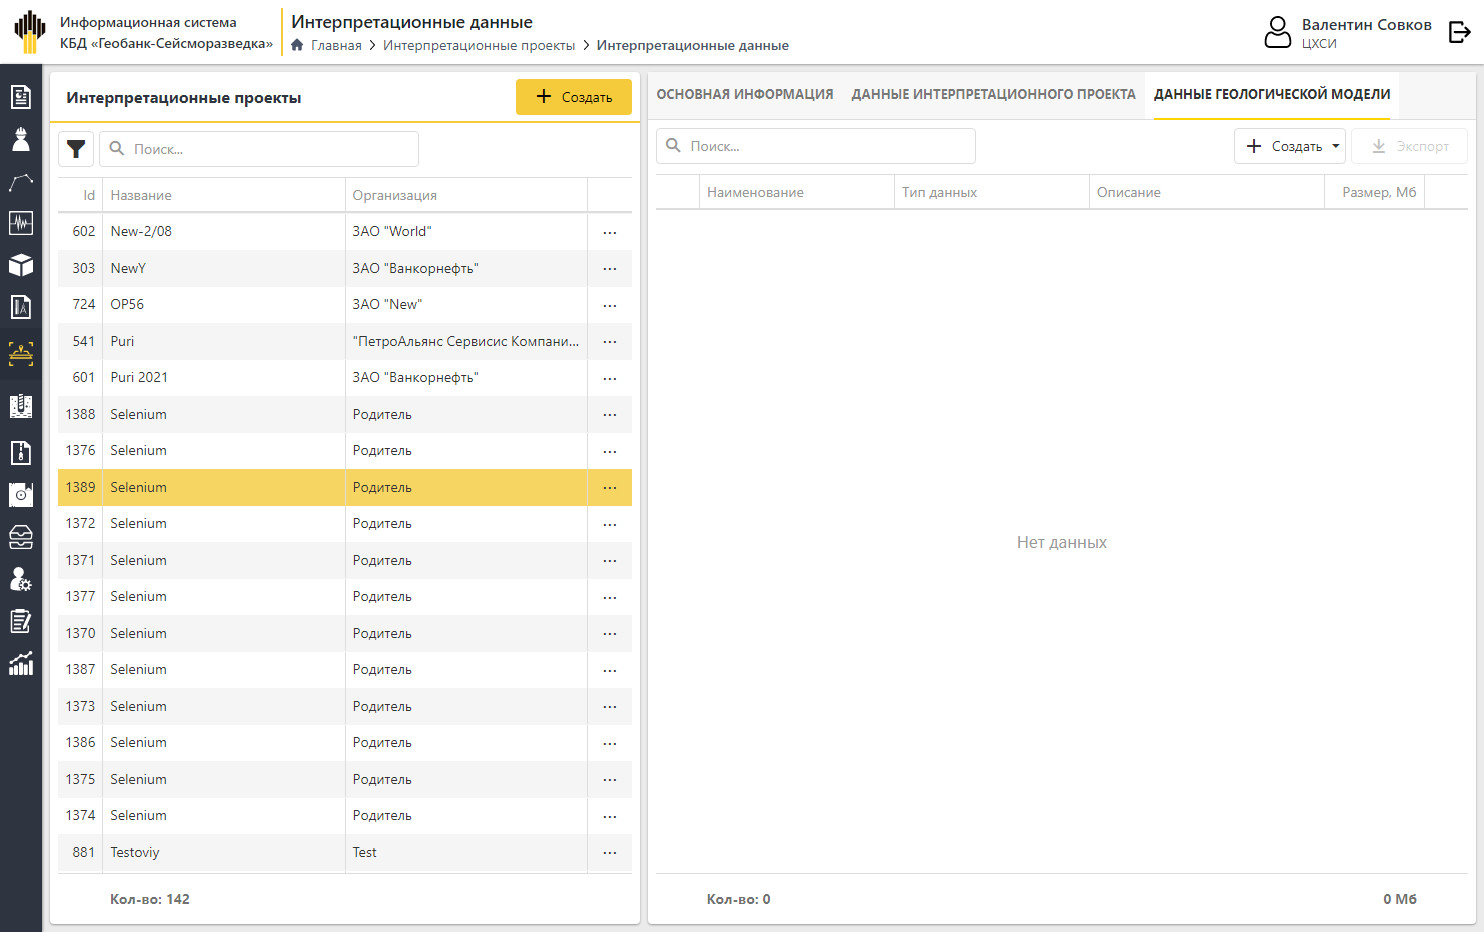 Информационная система
КБД «Геобанк-Сейсморазведка»
Интерпретационные данные
Главная > Интерпретационные проекты > Интерпретационные данные
Валентин Совков
ЦХСИ
Интерпретационные проекты
+ Создать
Поиск...
Id Название Организация
602 New-2/08 ЗАО "World" ...
303 NewY ЗАО "Ванкорнефть" ...
724 OP56 ЗАО "New" ...
541 Puri "ПетроАльянс Сервисис Компани... ...
601 Puri 2021 ЗАО "Ванкорнефть" ...
1388 Selenium Родитель ...
1376 Selenium Родитель ...
1389 Selenium Родитель ...
1372 Selenium Родитель ...
1371 Selenium Родитель ...
1377 Selenium Родитель ...
1370 Selenium Родитель ...
1387 Selenium Родитель ...
1373 Selenium Родитель ...
1386 Selenium Родитель ...
1375 Selenium Родитель ...
1374 Selenium Родитель ...
881 Testoviy Test ...
Кол-во: 142
ОСНОВНАЯ ИНФОРМАЦИЯ ДАННЫЕ ИНТЕРПРЕТАЦИОННОГО ПРОЕКТА ДАННЫЕ ГЕОЛОГИЧЕСКОЙ МОДЕЛИ
Поиск...
+ Создать Экспорт
Наименование Тип данных Описание Размер, Мб
Нет данных
Кол-во: 0 0 Мб